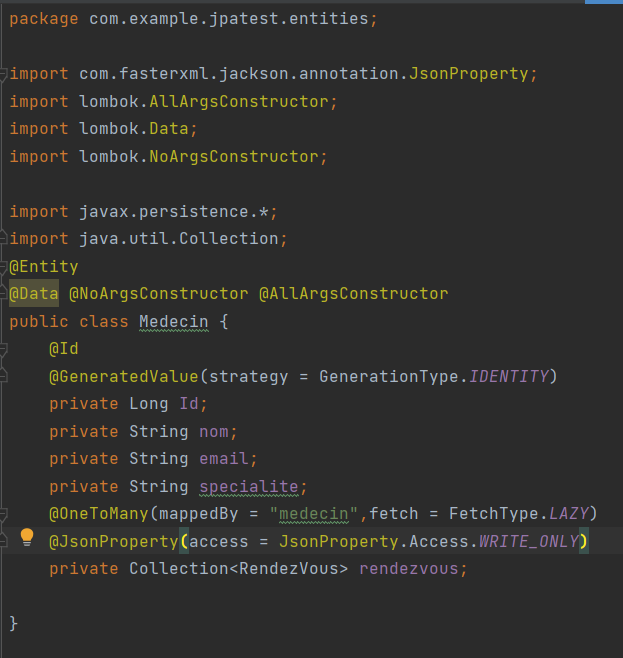 package com.example.jpatest.entities;
import com.fasterxml.jackson.annotation.JsonProperty;
import lombok.AllArgsConstructor;
import lombok.Data;
import lombok.NoArgsConstructor;
import javax.persistence.*;
import java.util.Collection;
@Entity
@Data @NoArgsConstructor @AllArgsConstructor
public class Medecin {
@Id
@GeneratedValue(strategy = GenerationType.IDENTITY)
private Long Id;
private String nom;
private String email;
private String specialite;
@OneToMany(mappedBy = "medecin",fetch = FetchType.LAZY)
@JsonProperty(access = JsonProperty.Access.WRITE_ONLY)
private Collection<RendezVous> rendezvous;
}